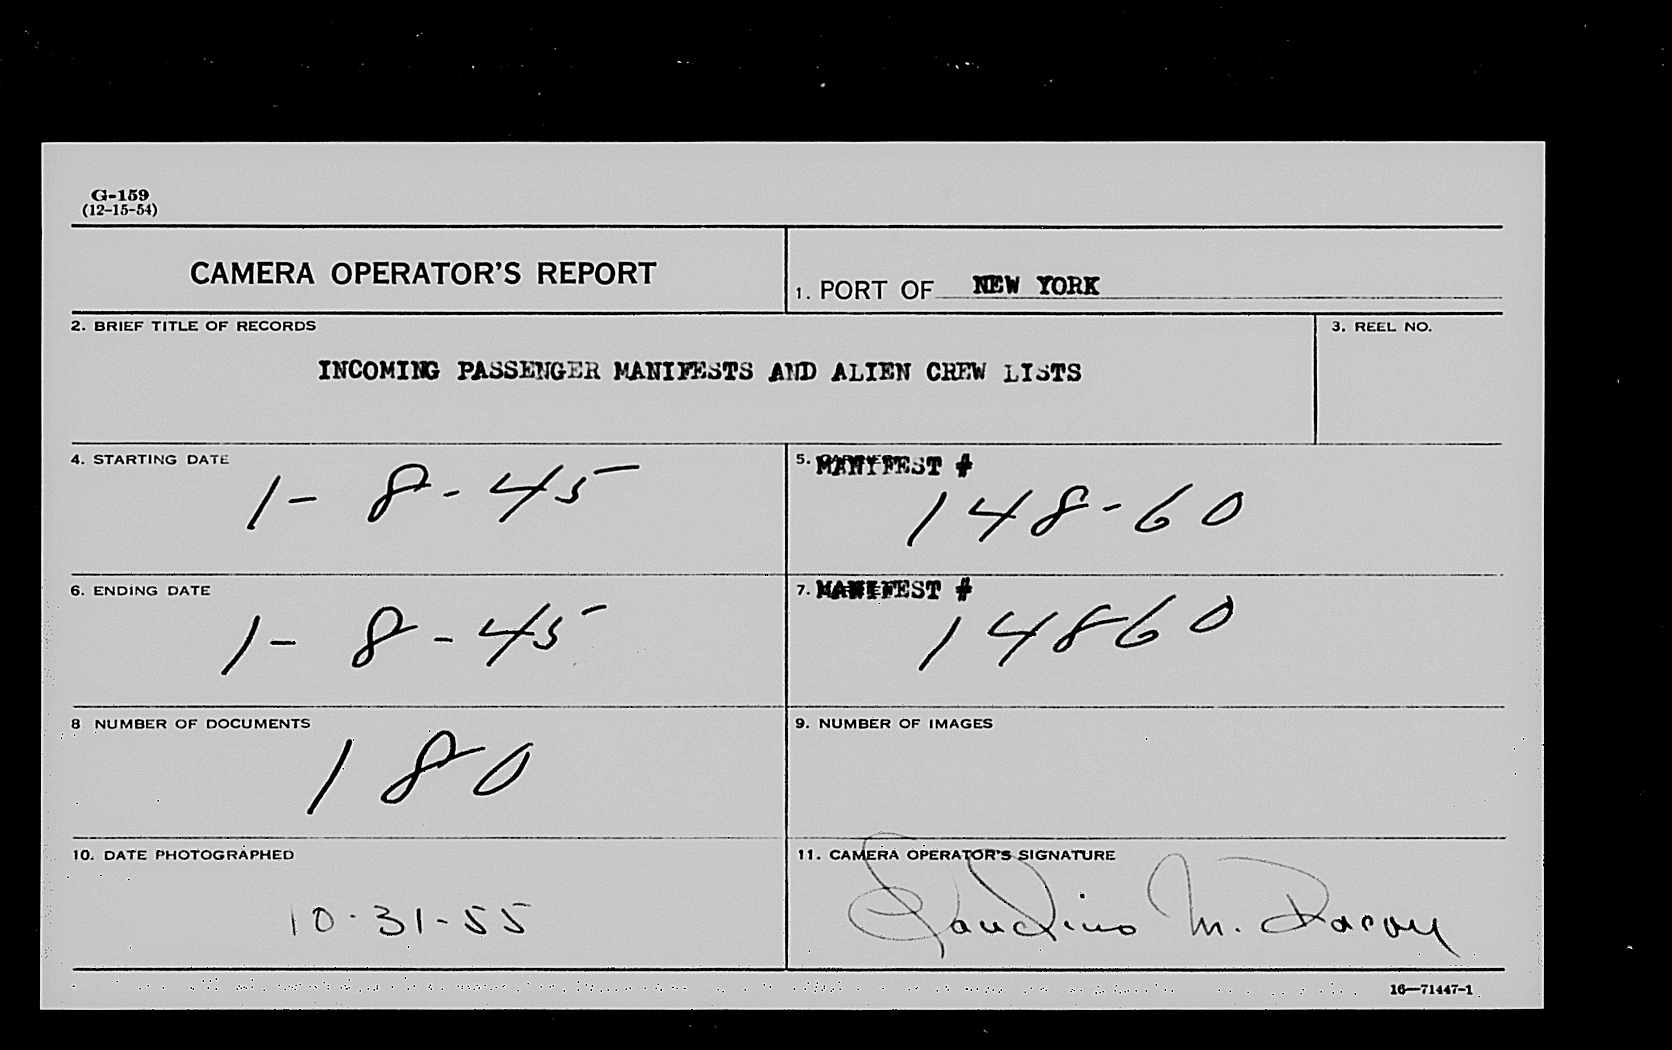 G-159
(12-15-54)
CAMERA OPERATOR'S REPORT
1. PORT OF NEW YORK
2. BRIEF TITLE OF RECORDS
INCOMING PASSENGER MANIFESTS AND ALIEN CREW LISTS
3. REEL NO.
4. STARTING DATE
1-8-45
5. MANIFEST #
148-60
6. ENDING DATE
1-8-45
7. MANIFEST #
14860
8 NUMBER OF DOCUMENTS
180
9. NUMBER OF IMAGES
10. DATE PHOTOGRAPHED
10-31-55
11. CAMERA OPERATOR'S SIGNATURE
M.
16—71447-1